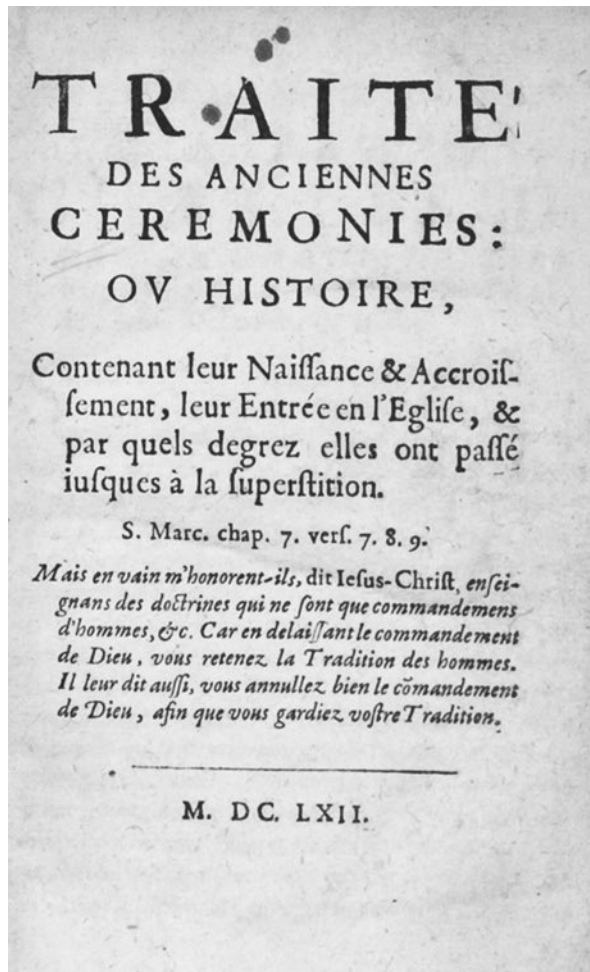 TRAITE'
DES ANCIENNES
CEREMONIES:
OV HISTOIRE,
Contenant leur Naiſſance & Accroiſ-
ſement, leur Entrée en l'Egliſe, &
par quels degrez elles ont paſſé
iuſques à la ſuperſtition.
S. Marc. chap. 7. verſ. 7. 8. 9.
Mais en vain m'honorent-ils, dit Ieſus-Chriſt, enſei-
gnans des doctrines qui ne ſont que commandemens
d'hommes, &c. Car en delaiſſant le commandement
de Dieu, vous retenez la Tradition des hommes.
Il leur dit auſſi, vous annullez bien le cõmandement
de Dieu, afin que vous gardiez voſtre Tradition.
M. DC. LXII.